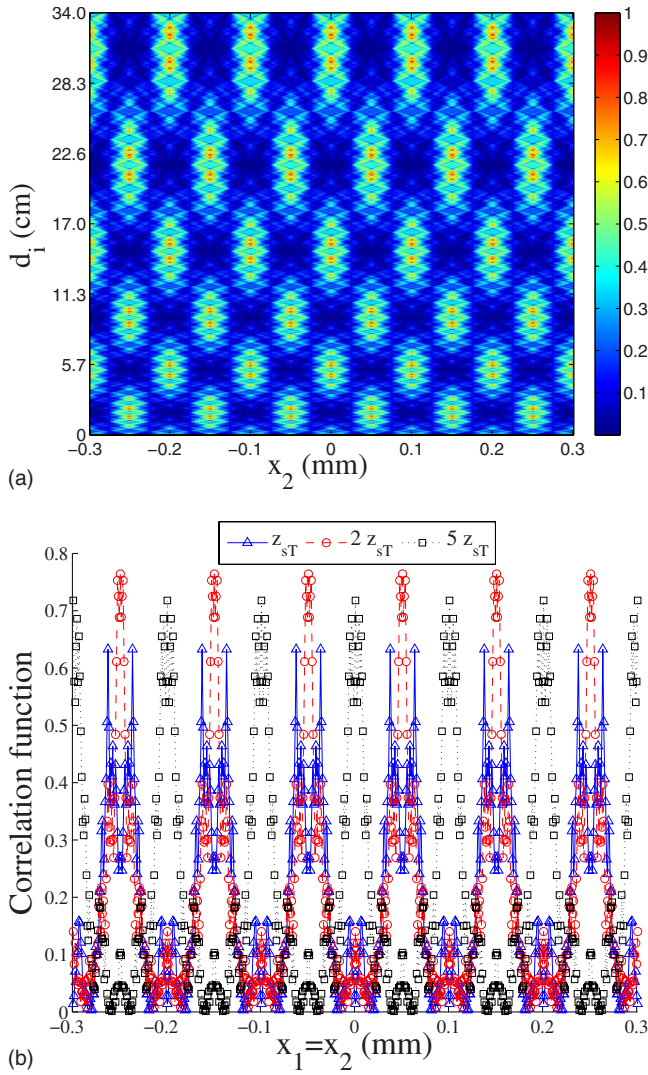 34.0
28.3
22.6
17.0
11.3
5.7
0
d_i (cm)
−0.3 −0.2 −0.1 0 0.1 0.2 0.3
x_2 (mm)
1
0.9
0.8
0.7
0.6
0.5
0.4
0.3
0.2
0.1
(a)
z_sT 2 z_sT 5 z_sT
0.8
0.7
0.6
0.5
0.4
0.3
0.2
0.1
0
Correlation function
−0.3 −0.2 −0.1 0 0.1 0.2 0.3
x_1=x_2 (mm)
(b)